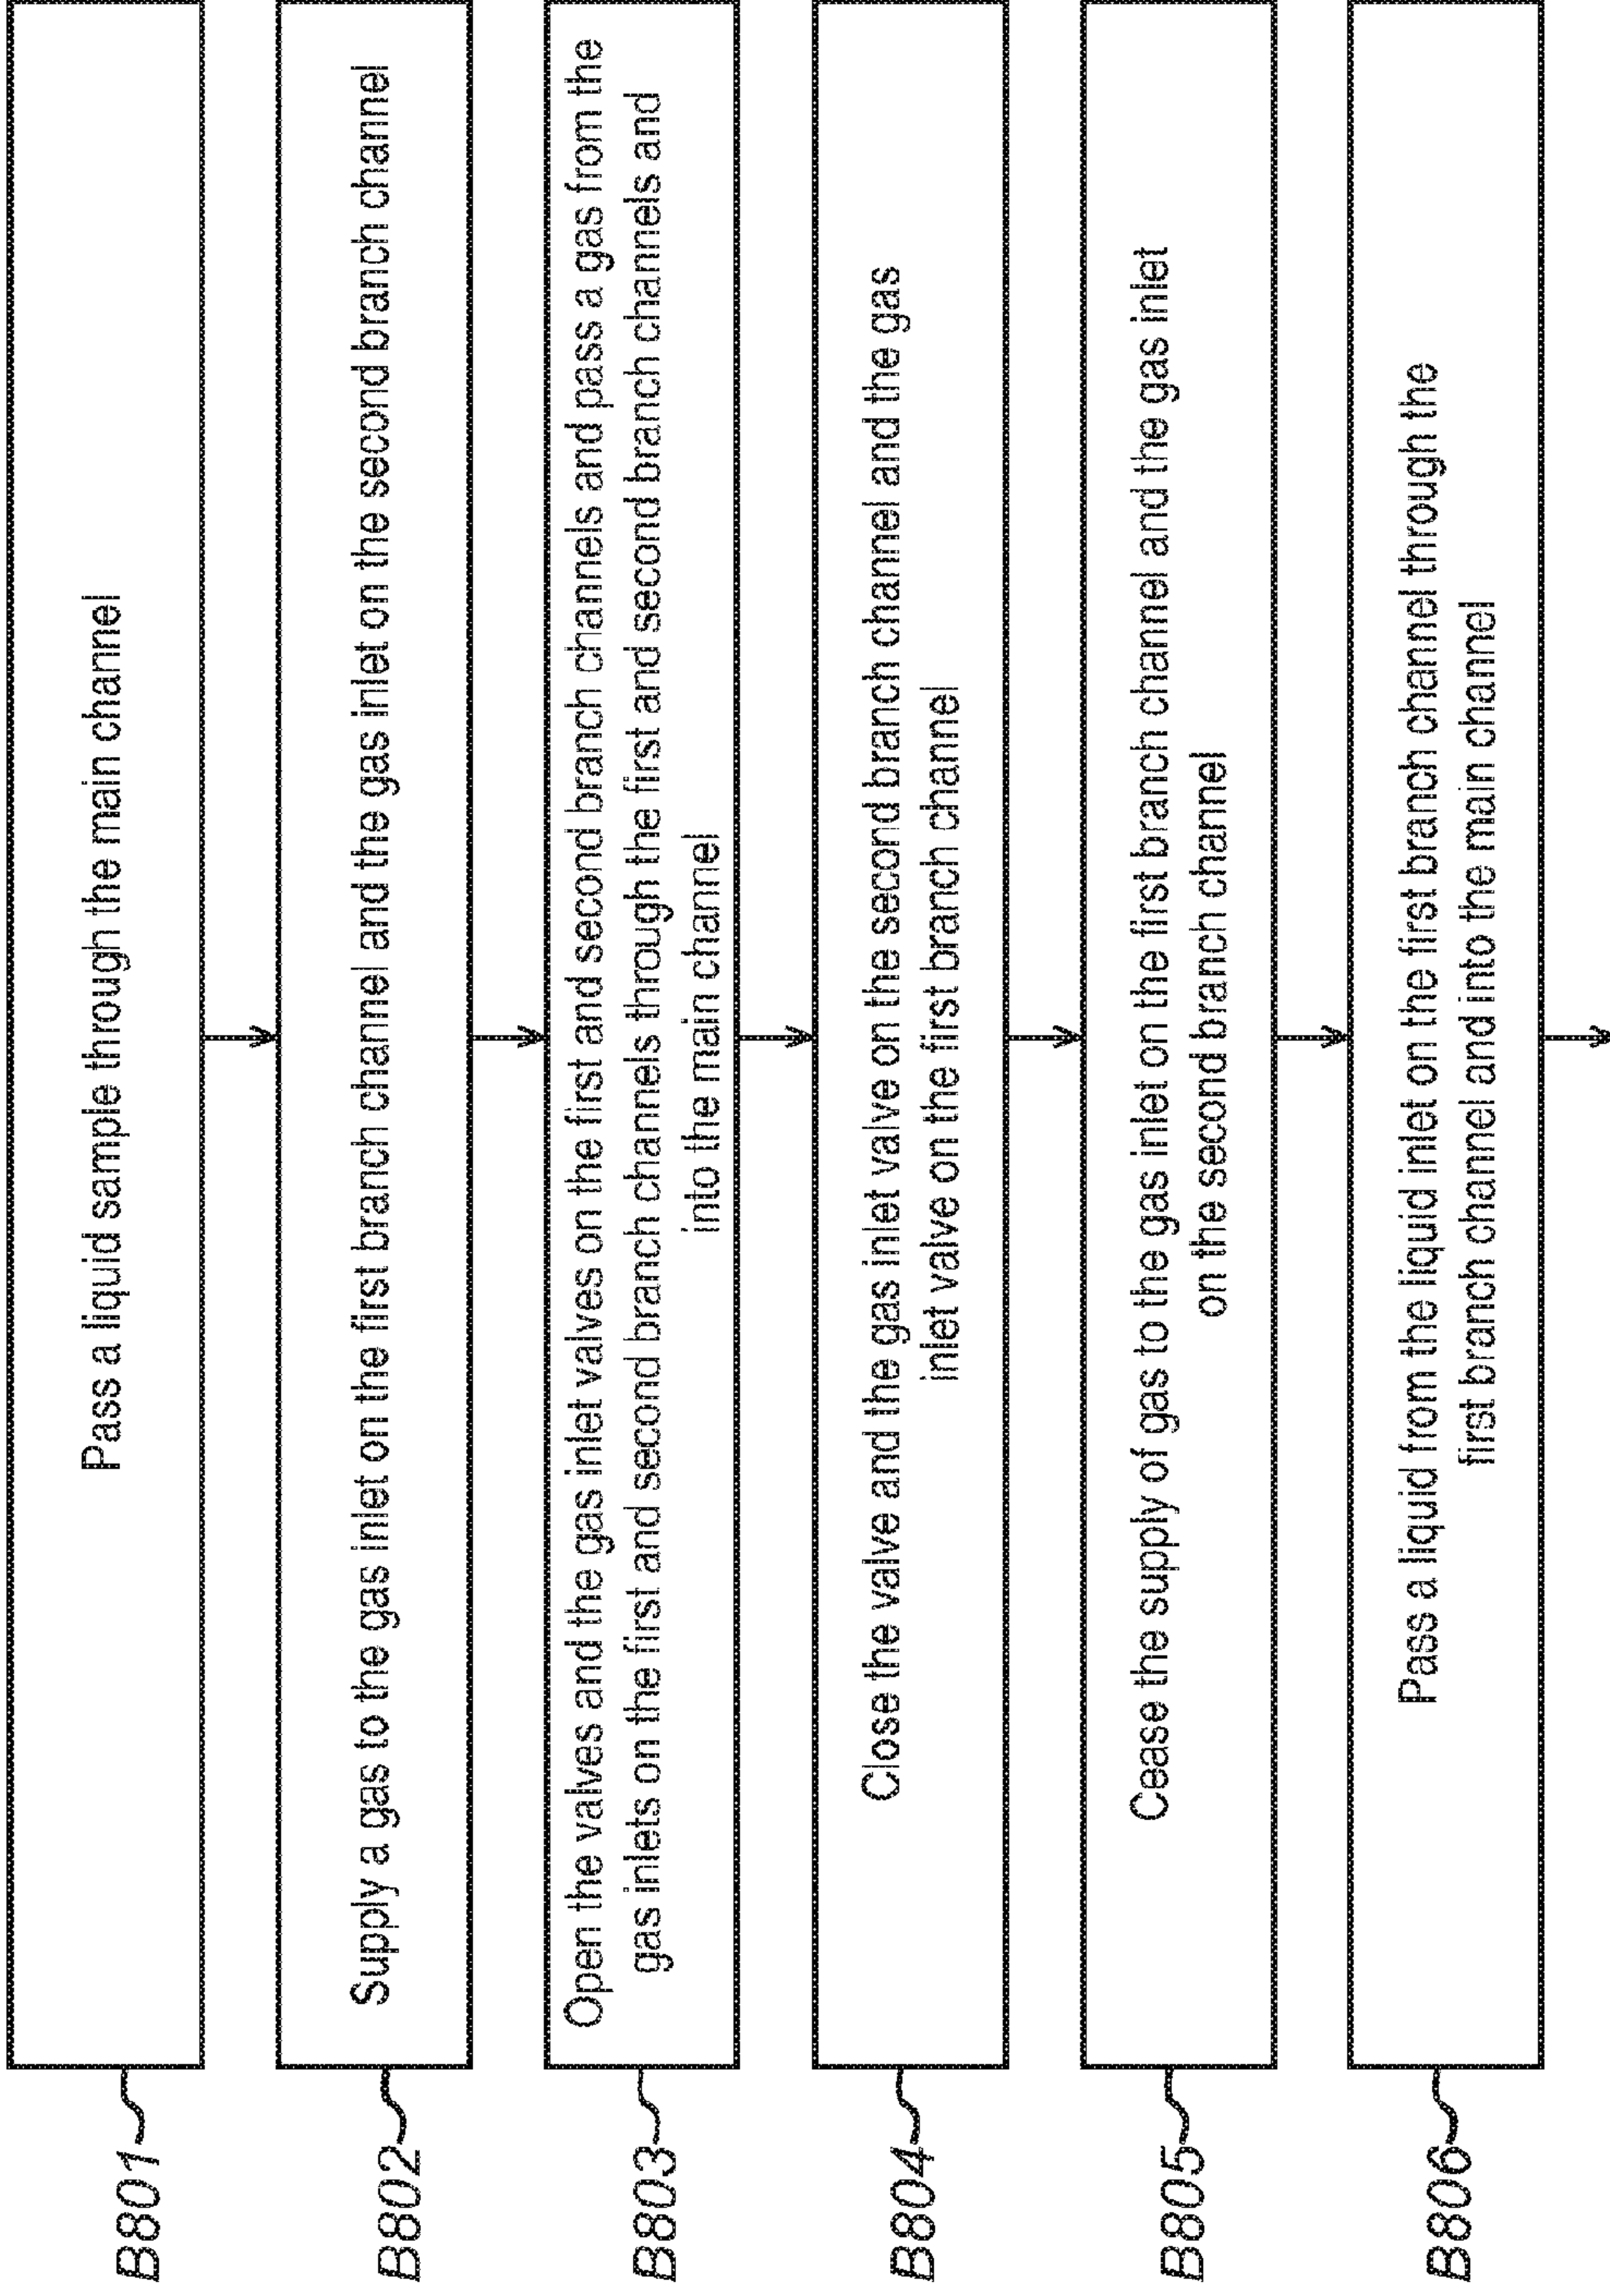 B801
Pass a liquid sample through the main channel
B802
Supply a gas to the gas inlet on the first branch channel and the gas inlet on the second branch channel
B803
Open the valves and the gas inlet valves on the first and second branch channels and pass a gas from the
gas inlets on the first and second branch channels through the first and second branch channels and
into the main channel
B804
Close the valve and the gas inlet valve on the second branch channel and the gas
inlet valve on the first branch channel
B805
Cease the supply of gas to the gas inlet on the first branch channel and the gas inlet
on the second branch channel
B806
Pass a liquid from the liquid inlet on the first branch channel through the
first branch channel and into the main channel